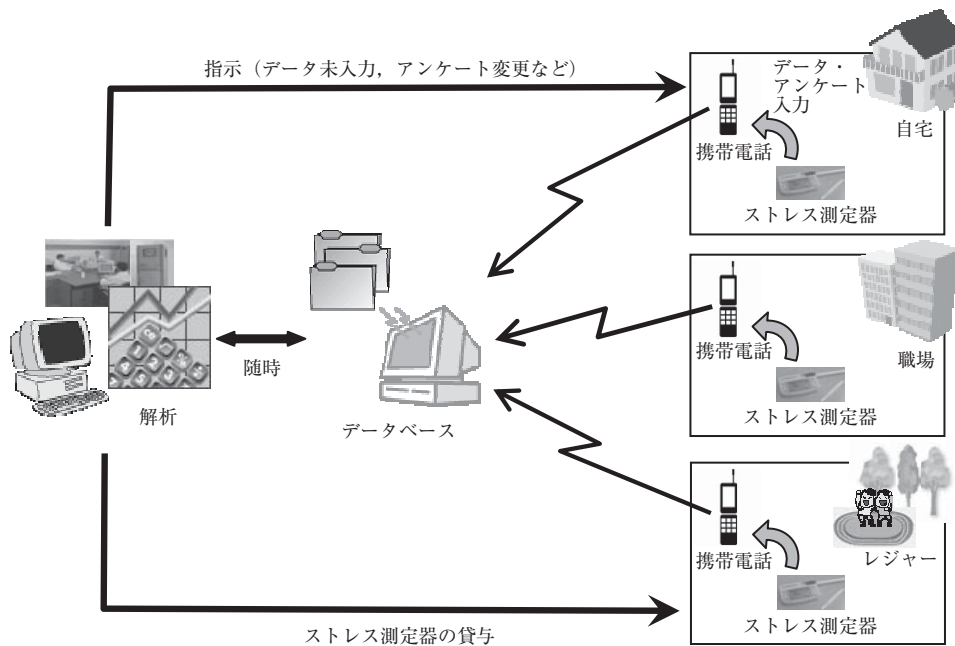 指示（データ未入力，アンケート変更など）
データ・
アンケート
入力
自宅
携帯電話
ストレス測定器
職場
携帯電話
ストレス測定器
随時
解析
データベース
レジャー
携帯電話
ストレス測定器
ストレス測定器の貸与